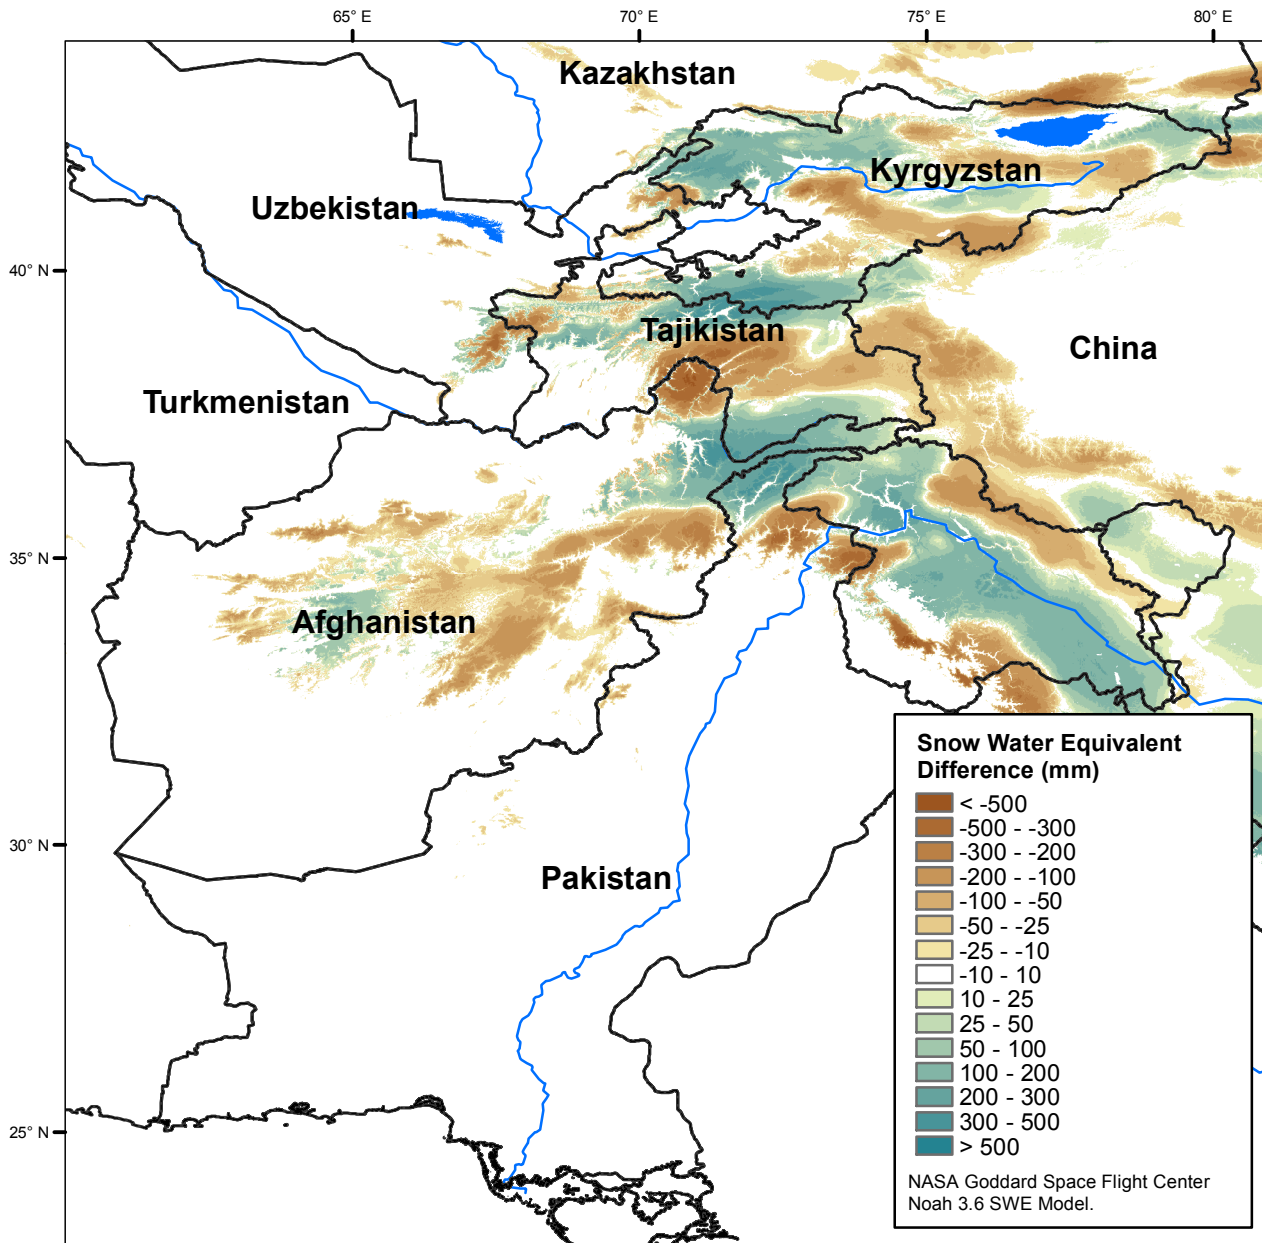 65° E
70° E
75° E
80° E
Kazakhstan
Kyrgyzstan
Uzbekistan
40° N
Tajikistan
China
Turkmenistan
35° N
Afghanistan
Snow Water Equivalent
Difference (mm)
< -500
-500 - -300
-300 - -200
-200 - -100
-100 - -50
-50 - -25
-25 - -10
-10 - 10
10 - 25
25 - 50
50 - 100
100 - 200
200 - 300
300 - 500
> 500
30° N
Pakistan
25° N
NASA Goddard Space Flight Center
Noah 3.6 SWE Model.